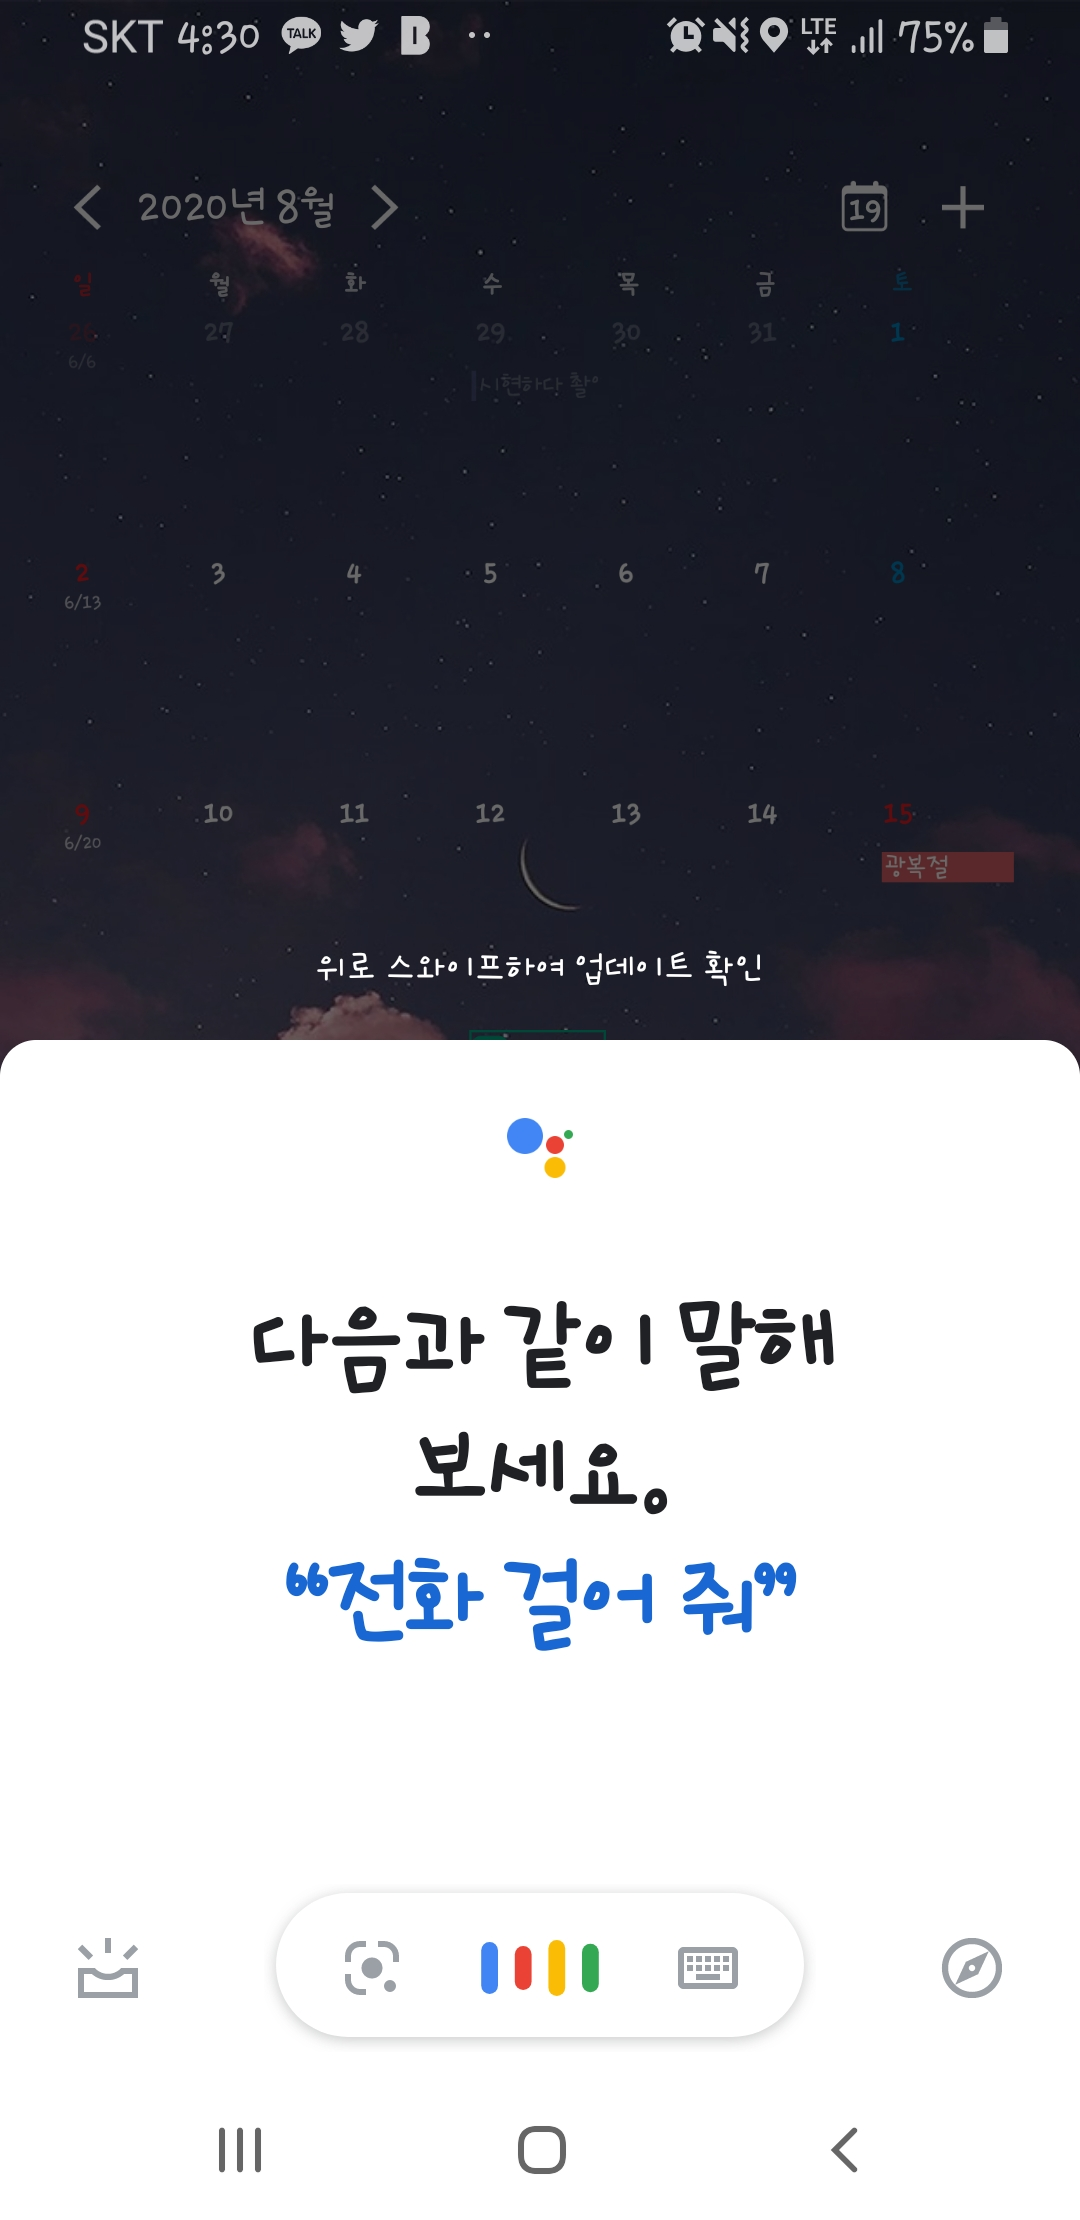 SKT 4:30 TALK B LTE 75%
2020년 8월 19
일 월 화 수 목 금 토
26 27 28 29 30 31 1
6/6
시현하다 촬
2 3 4 5 6 7 8
6/13
9 10 11 12 13 14 15
6/20
광복절
위로 스와이프하여 업데이트 확인
다음과 같이 말해
보세요.
“전화 걸어 줘”